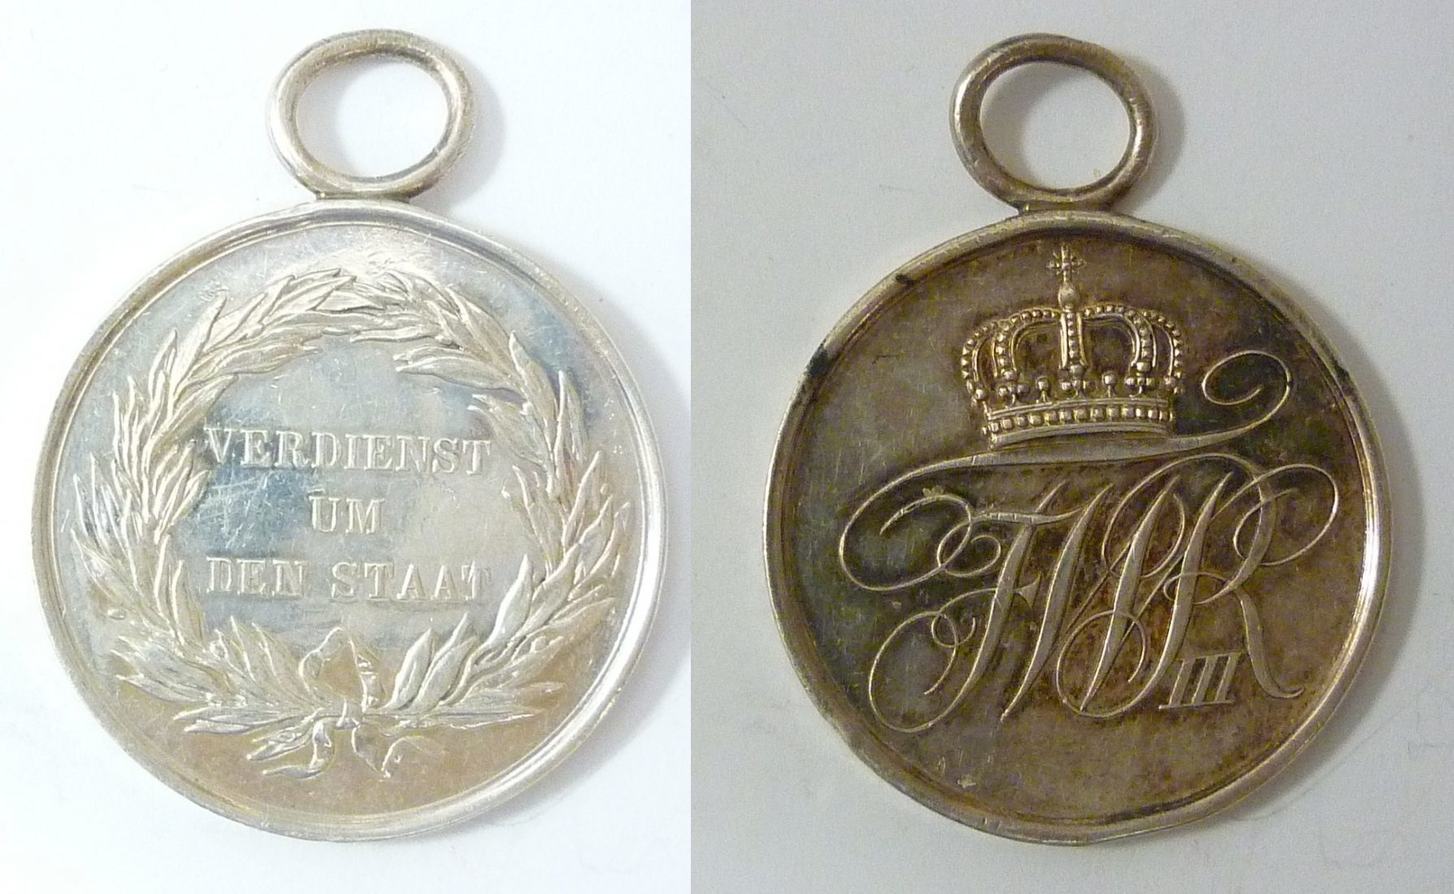 VERDIENST
UM
DEN STAAT
FWR
III